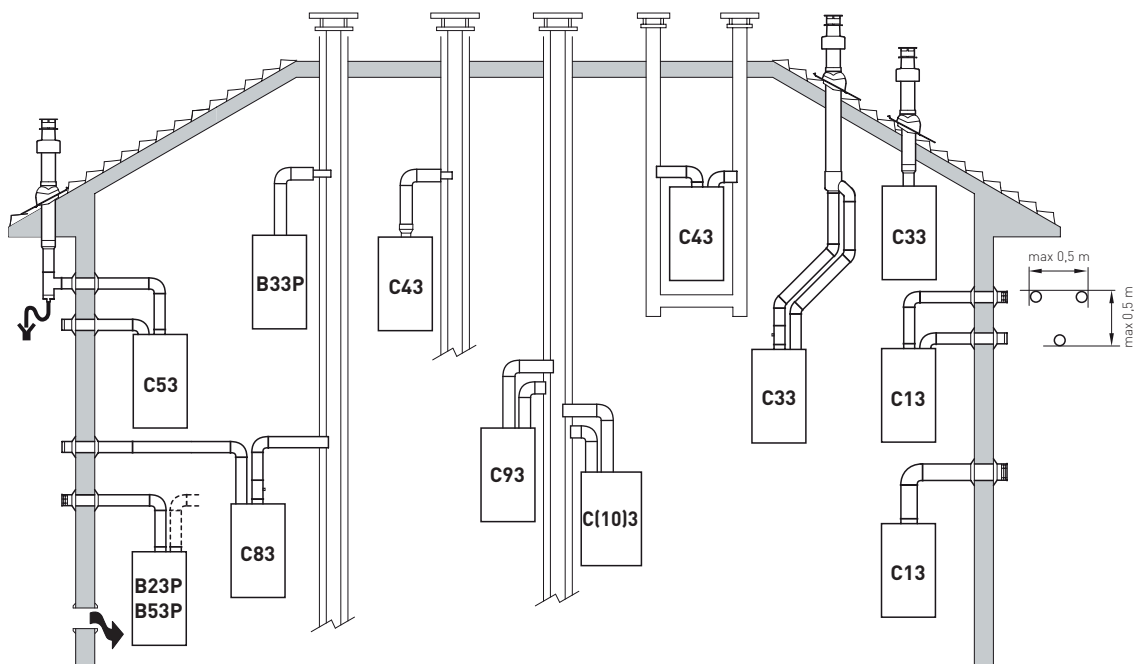 B33P
C43
C43
C33
max 0,5 m
max 0,5 m
C53
C33
C13
C93
C(10)3
C83
C13
B23P
B53P